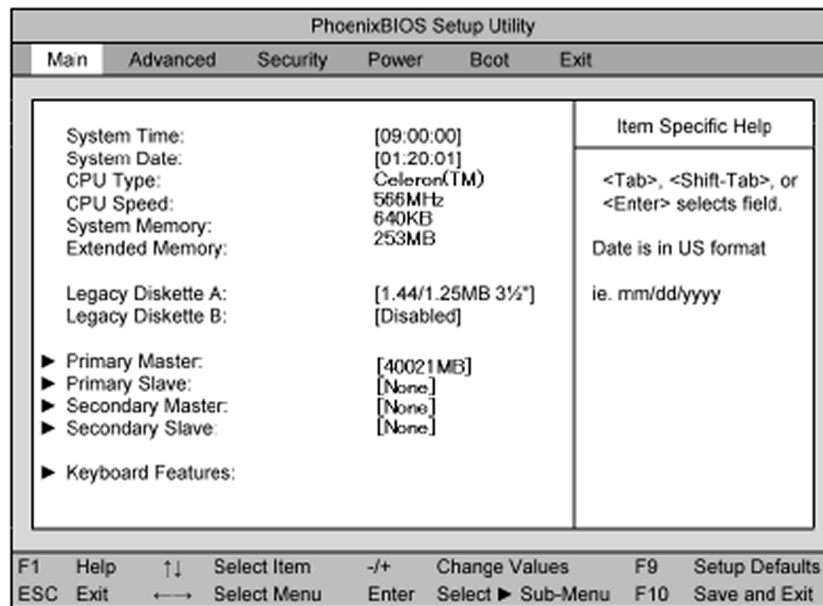 PhoenixBIOS Setup Utility
Main Advanced Security Power Boot Exit
System Time: [09:00:00]
System Date: [01:20:01]
CPU Type: Celeron(TM)
CPU Speed: 566MHz
System Memory: 640KB
Extended Memory: 253MB
Legacy Diskette A: [1.44/1.25MB 3½"]
Legacy Diskette B: [Disabled]
► Primary Master: [40021MB]
► Primary Slave: [None]
► Secondary Master: [None]
► Secondary Slave: [None]
► Keyboard Features:
Item Specific Help
<Tab>, <Shift-Tab>, or
<Enter> selects field.
Date is in US format
ie. mm/dd/yyyy
F1 Help ↑↓ Select Item -/+ Change Values F9 Setup Defaults
ESC Exit ←→ Select Menu Enter Select ► Sub-Menu F10 Save and Exit